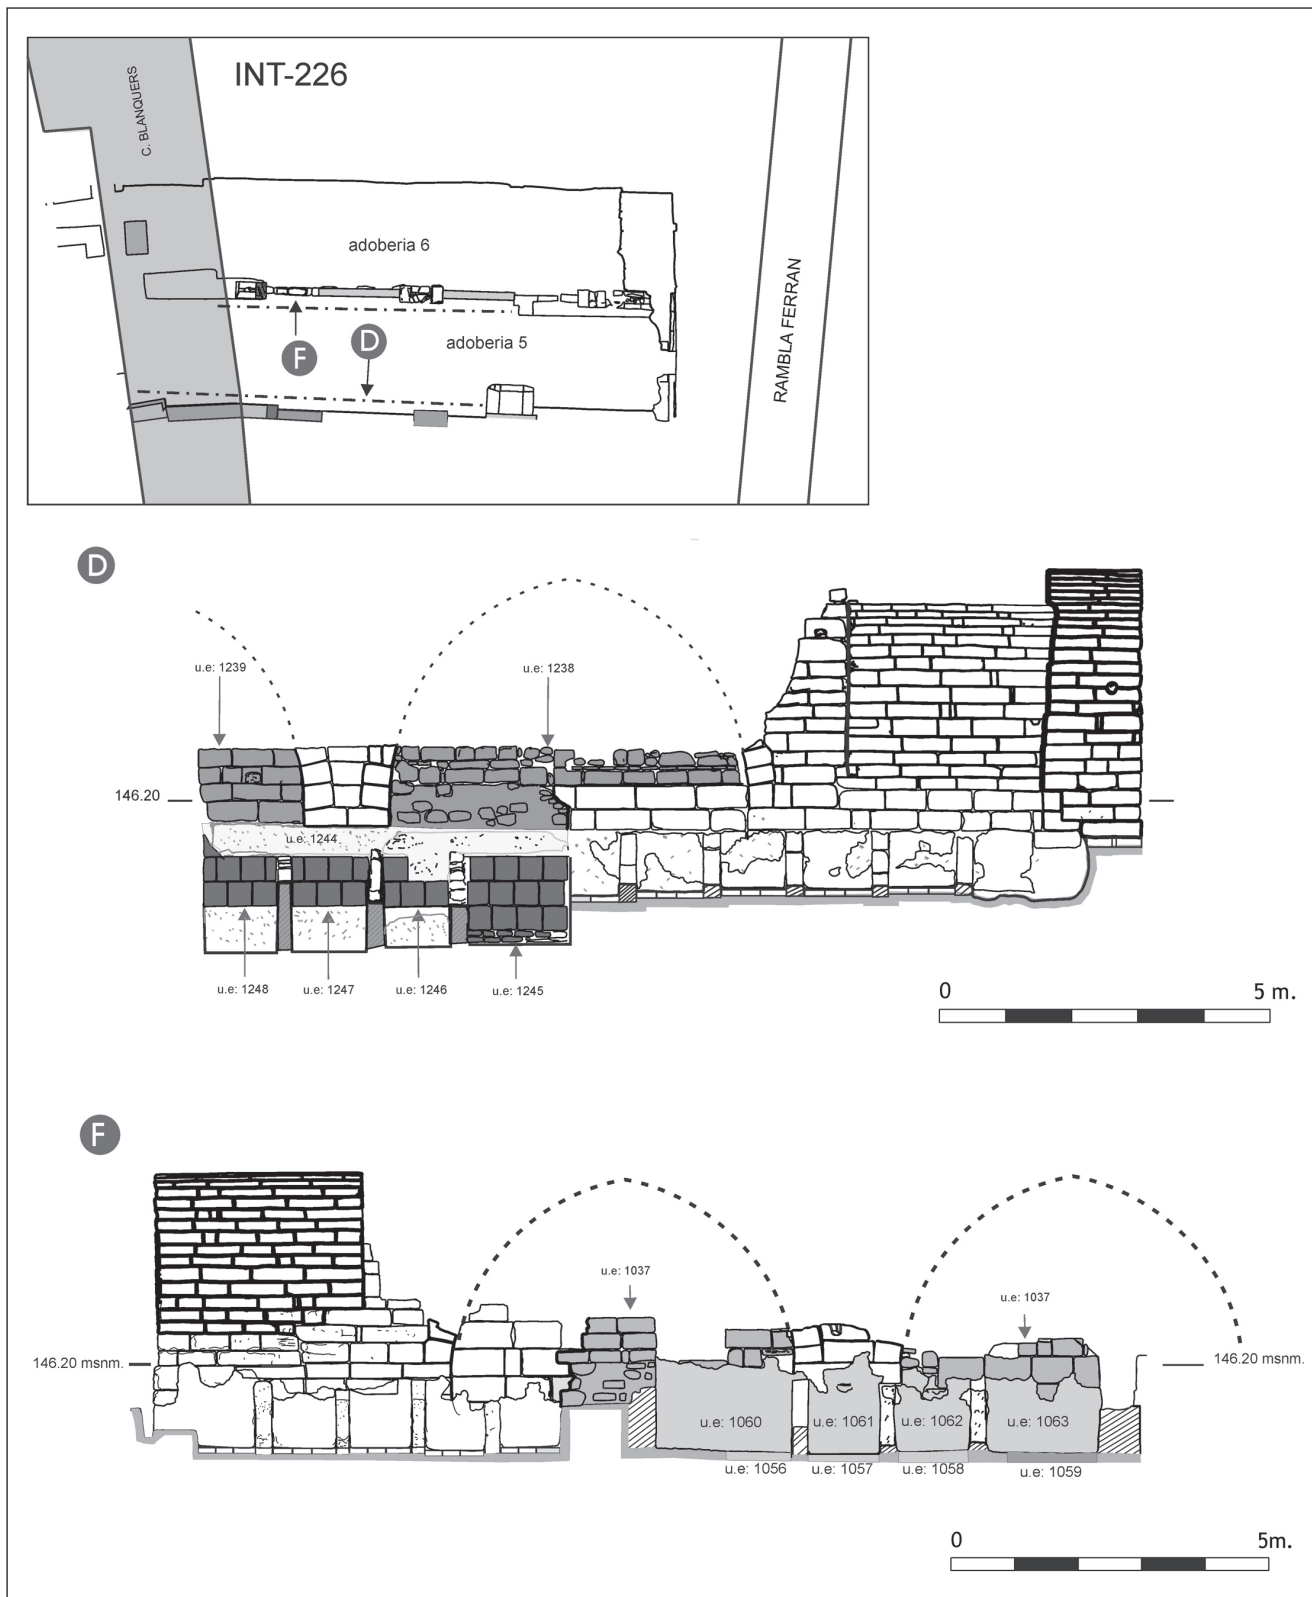 INT-226
C. BLANQUERS
adoberia 6
F
D
adoberia 5
RAMBLA FERRAN
D
u.e: 1239
u.e: 1238
146.20
u.e: 1244
u.e: 1248
u.e: 1247
u.e: 1246
u.e: 1245
0 5 m.
F
u.e: 1037
u.e: 1037
146.20 msnm.
146.20 msnm.
u.e: 1060
u.e: 1061
u.e: 1062
u.e: 1063
u.e: 1056
u.e: 1057
u.e: 1058
u.e: 1059
0 5m.